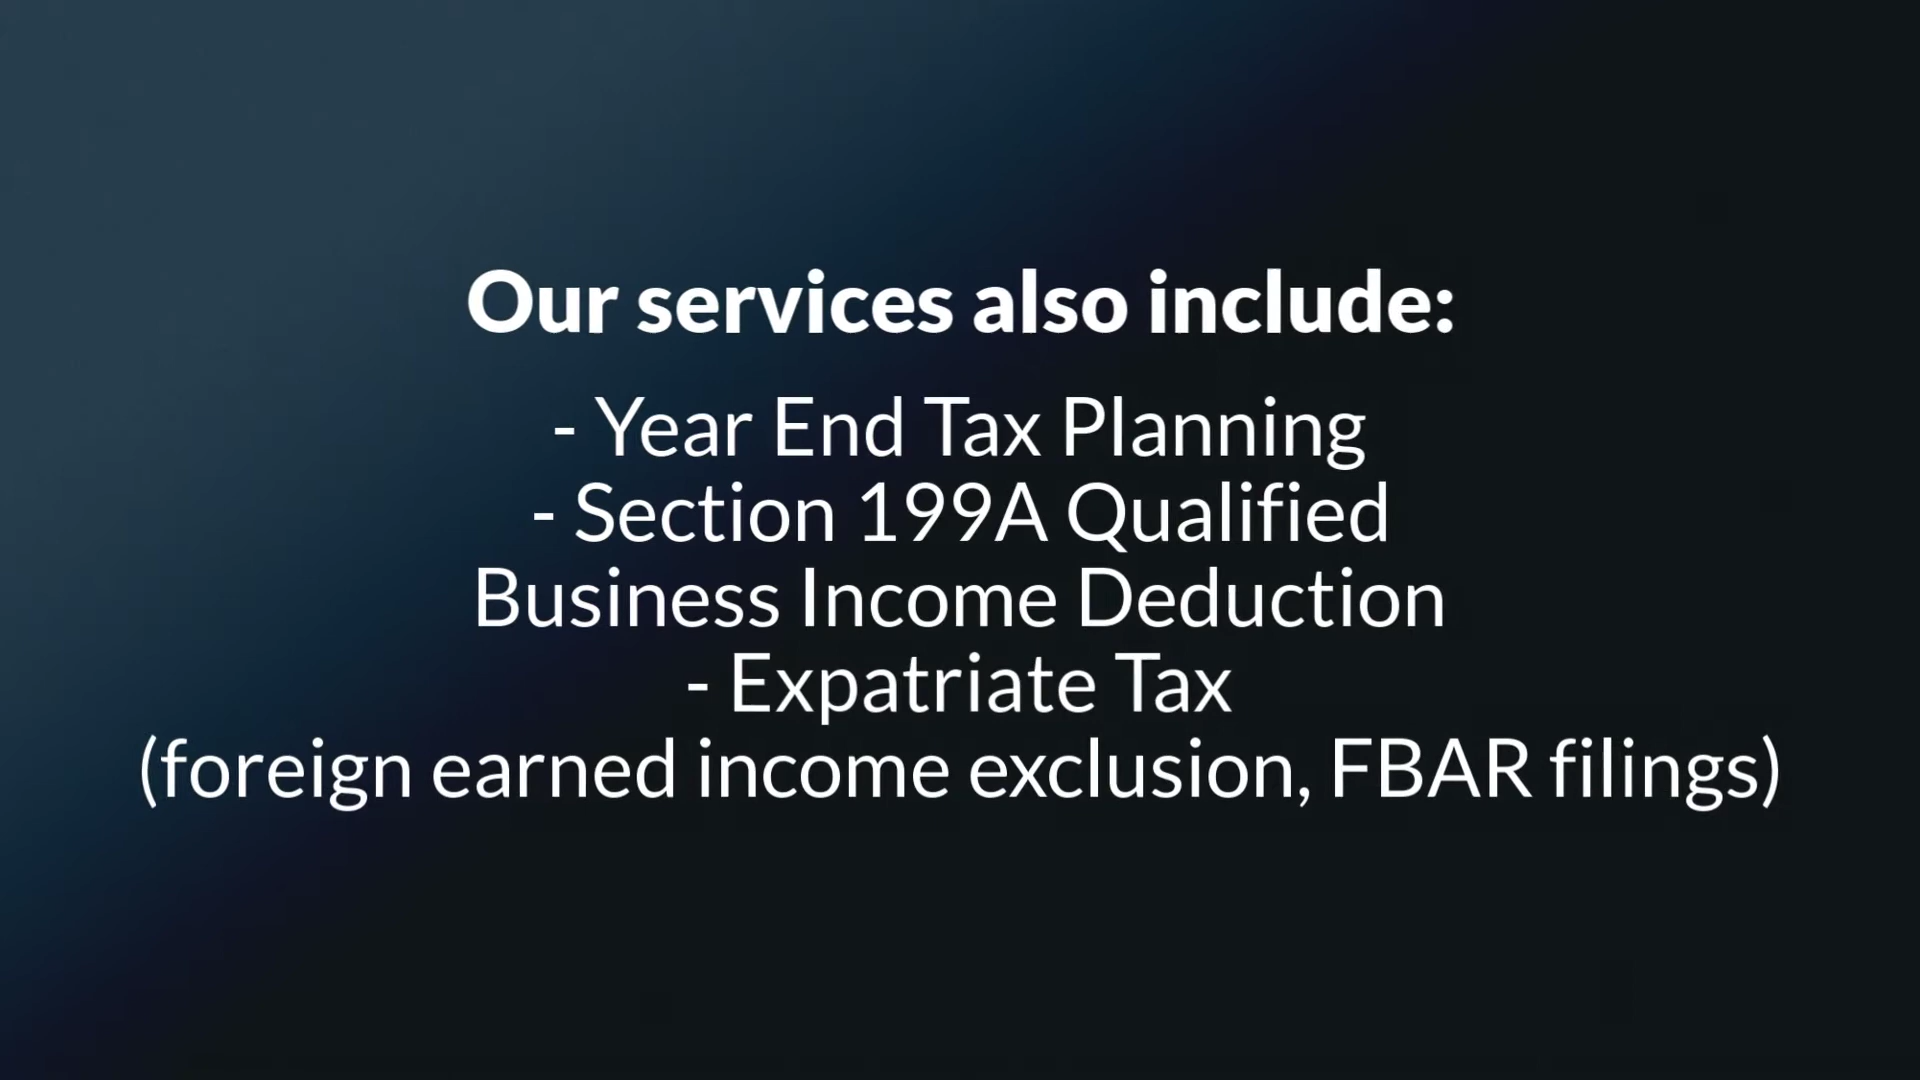 Our services also include:
- Year End Tax Planning
- Section 199A Qualified
Business Income Deduction
- Expatriate Tax
(foreign earned income exclusion, FBAR filings)